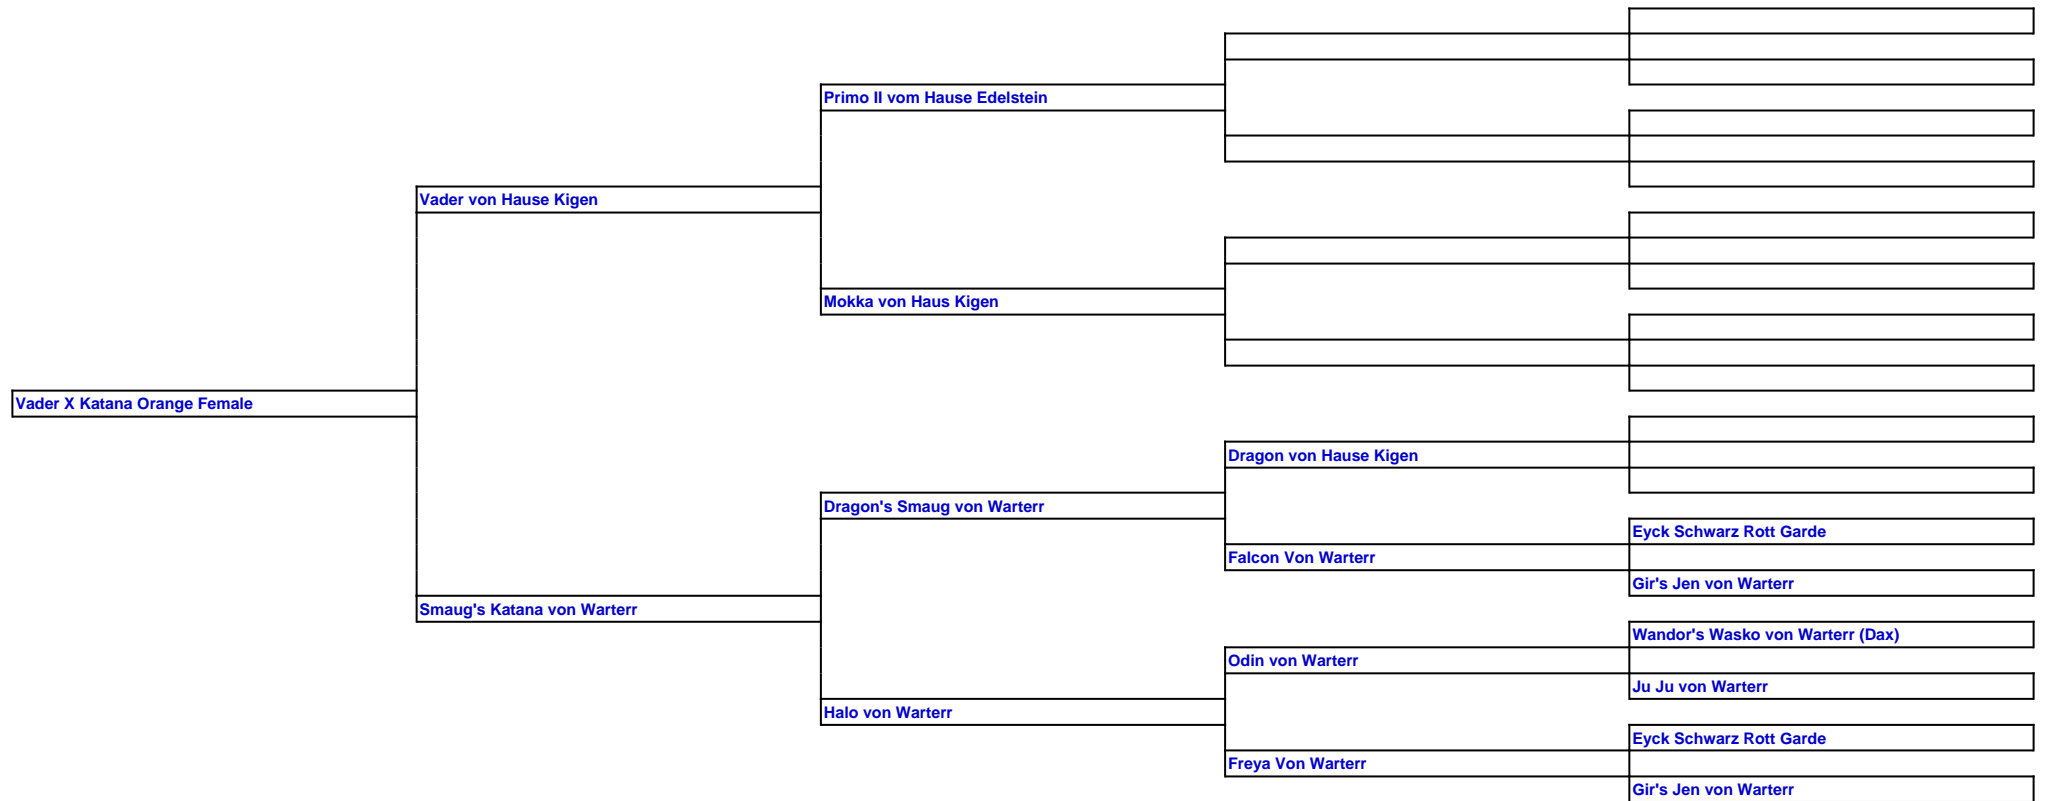 Primo II vom Hause Edelstein
Vader von Hause Kigen
Mokka von Haus Kigen
Vader X Katana Orange Female
Dragon von Hause Kigen
Dragon's Smaug von Warterr
Eyck Schwarz Rott Garde
Falcon Von Warterr
Gir's Jen von Warterr
Smaug's Katana von Warterr
Wandor's Wasko von Warterr (Dax)
Odin von Warterr
Ju Ju von Warterr
Halo von Warterr
Eyck Schwarz Rott Garde
Freya Von Warterr
Gir's Jen von Warterr